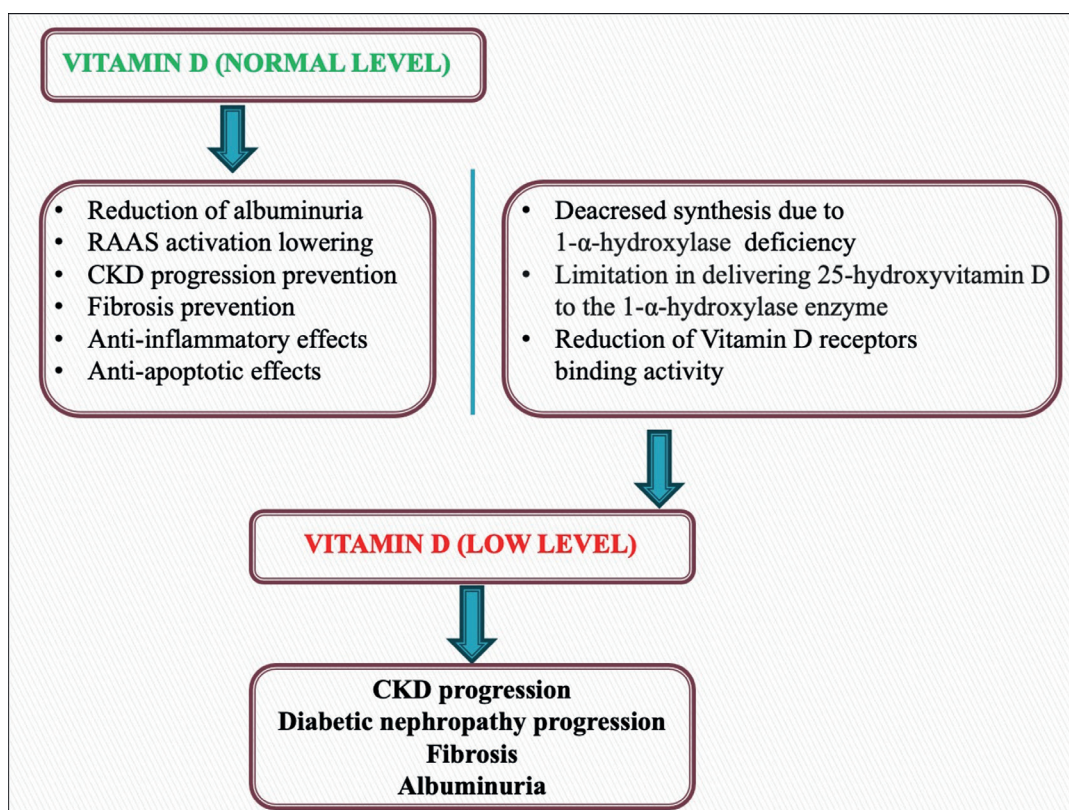 VITAMIN D (NORMAL LEVEL)
• Reduction of albuminuria
• RAAS activation lowering
• CKD progression prevention
• Fibrosis prevention
• Anti-inflammatory effects
• Anti-apoptotic effects
• Deacresed synthesis due to
1-α-hydroxylase deficiency
• Limitation in delivering 25-hydroxyvitamin D
to the 1-α-hydroxylase enzyme
• Reduction of Vitamin D receptors
binding activity
VITAMIN D (LOW LEVEL)
CKD progression
Diabetic nephropathy progression
Fibrosis
Albuminuria